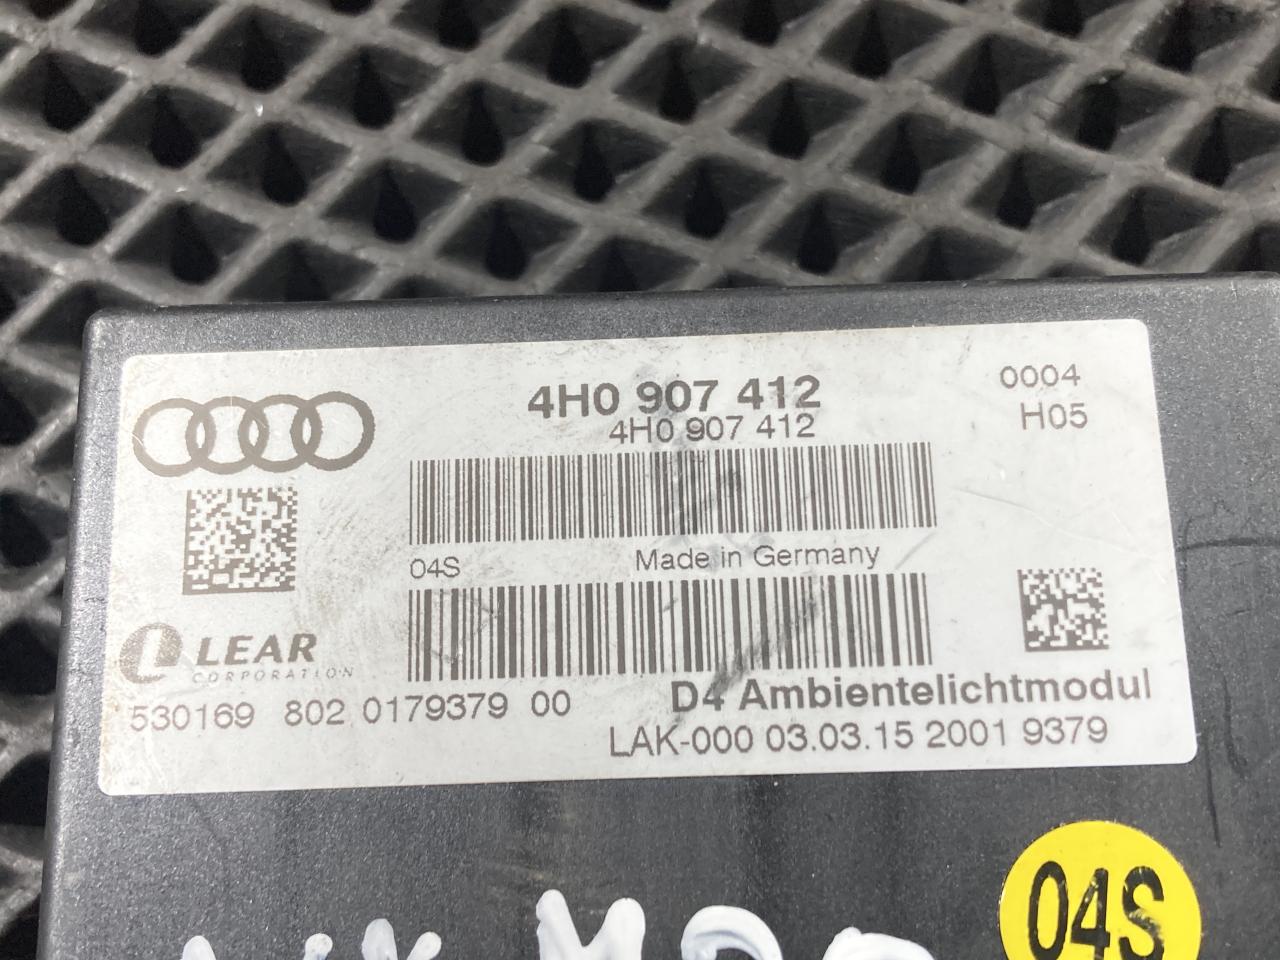 4H0 907 412
4H0 907 412
0004
H05
04S
Made in Germany
LEAR
CORPORATION
530169 802 0179379 00
D4 Ambientelichtmodul
LAK-000 03.03.15 2001 9379
04S